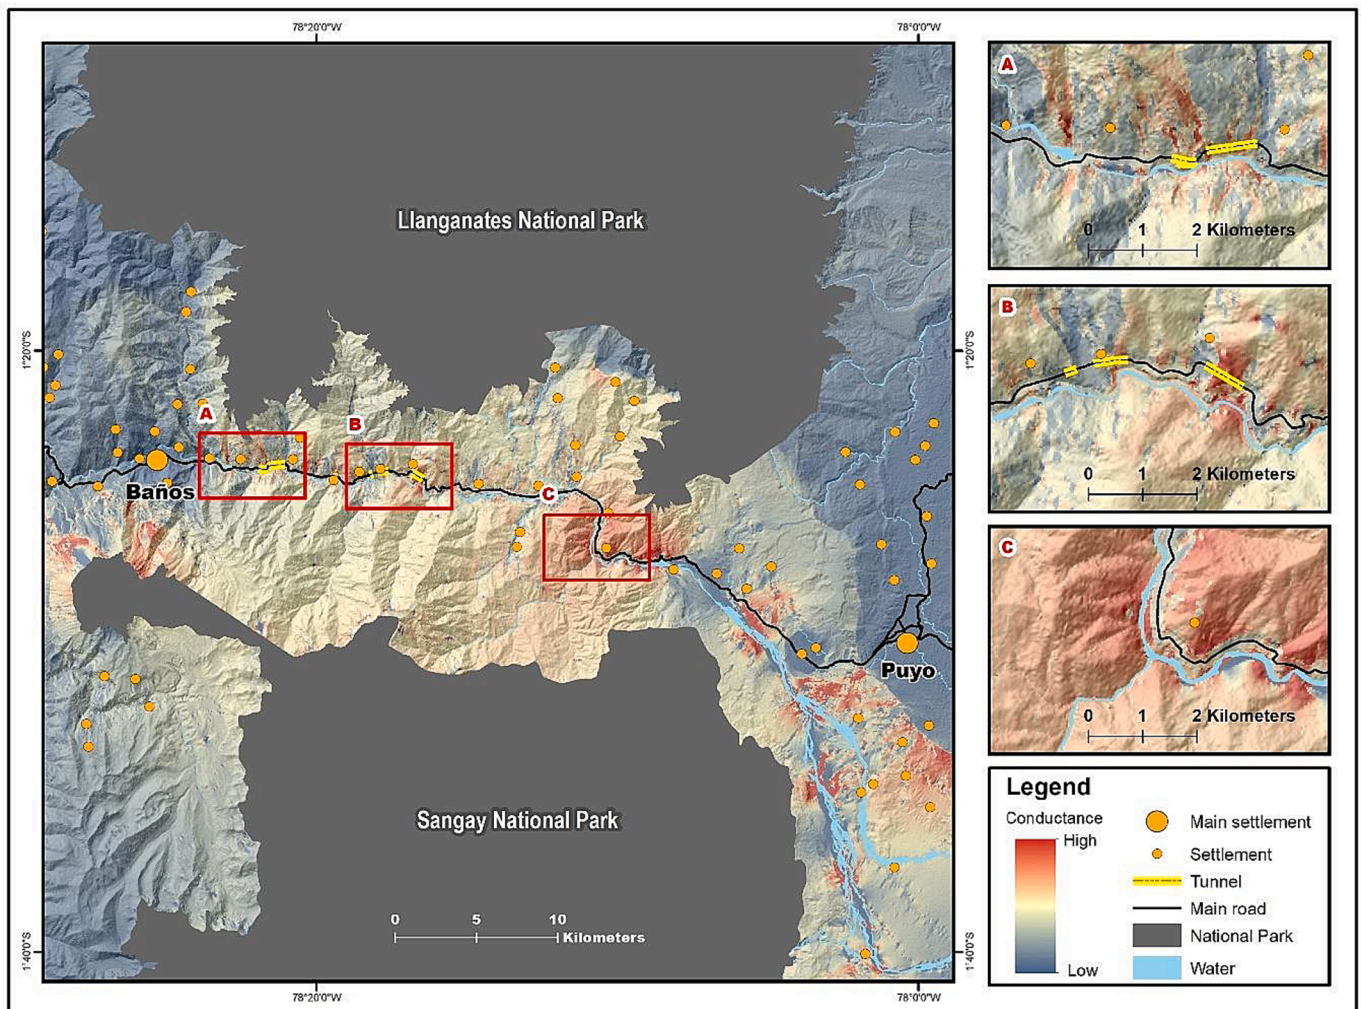 78°20'0"W
78°0'0"W
1°20'0"S
1°20'0"S
Llanganates National Park
A
B
C
Baños
Puyo
Sangay National Park
0 5 10
Kilometers
1°40'0"S
1°40'0"S
78°20'0"W
78°0'0"W
A
0 1 2 Kilometers
B
0 1 2 Kilometers
C
0 1 2 Kilometers
Legend
Conductance
High
Low
Main settlement
Settlement
Tunnel
Main road
National Park
Water